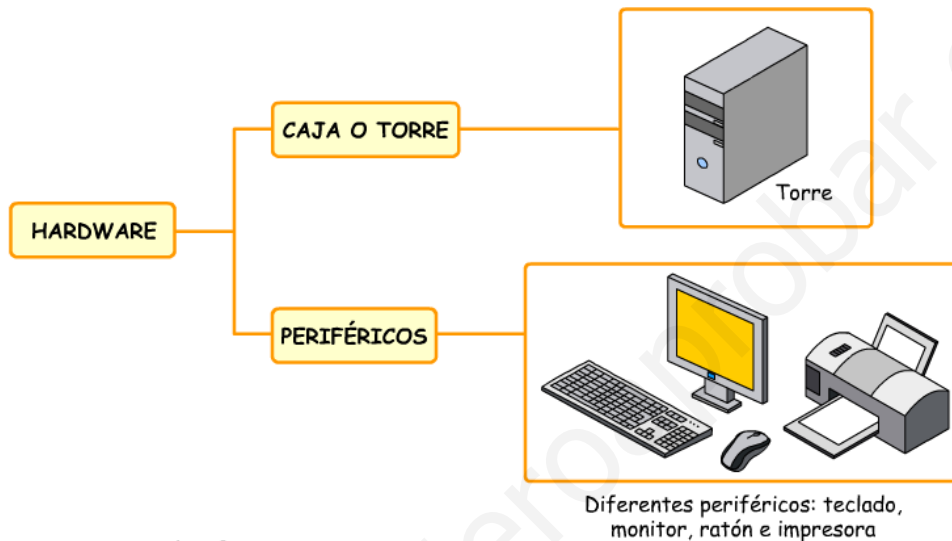 CAJA O TORRE
Torre
HARDWARE
PERIFÉRICOS
Diferentes periféricos: teclado,
monitor, ratón e impresora